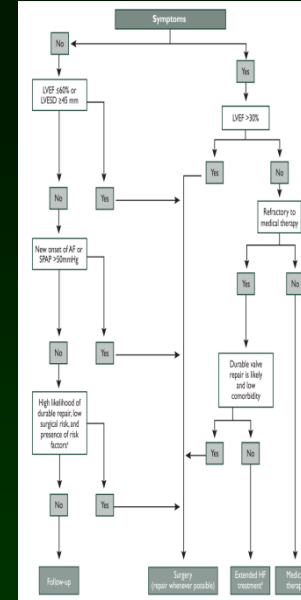 Symptoms
No
Yes
LVEF ≤60% or
LVESD ≥45 mm
LVEF >30%
Yes
No
No
Yes
Refractory to
medical therapy
New onset of AF or
SPAP >50mmHg
Yes
No
No
Yes
Durable valve
repair is likely
and low
comorbidity
High likelihood of
durable repair, low
surgical risk, and
presence of risk
Yes
No
No
Yes
Follow-up
Surgery
(repair whenever possible)
Extended HF
Medic
therap